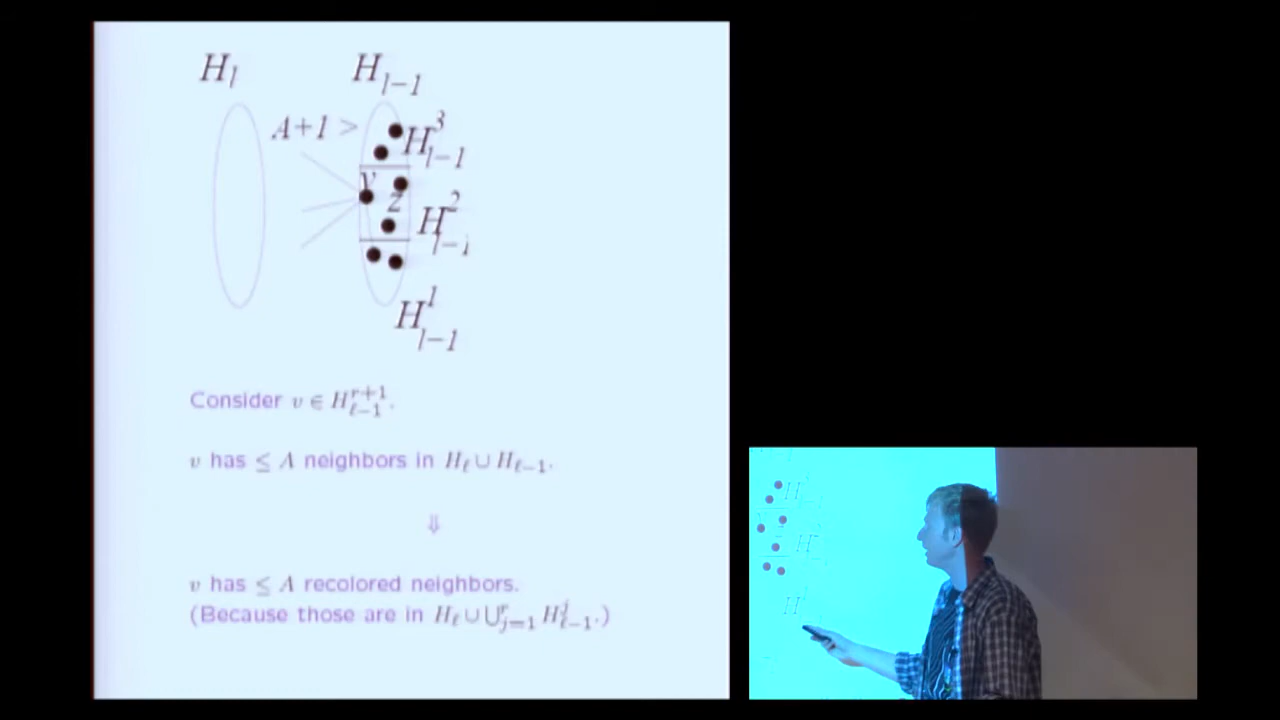 H_l H_{l-1}
A+1 > H^3_{l-1}
v
z H^2_{l-1}
H^1_{l-1}
Consider v ∈ H^{r+1}_{ℓ-1}.
v has ≤ A neighbors in H_ℓ ∪ H_{ℓ-1}.
⇓
v has ≤ A recolored neighbors.
(Because those are in H_ℓ ∪ ⋃^r_{j=1} H^j_{ℓ-1}.)